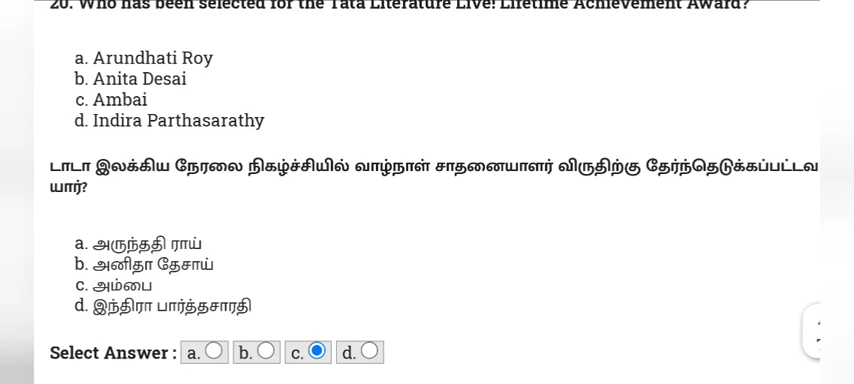 20. Who has been selected for the Tata Literature Live! Lifetime Achievement Award?
a. Arundhati Roy
b. Anita Desai
c. Ambai
d. Indira Parthasarathy
டாடா இலக்கிய நேரலை நிகழ்ச்சியில் வாழ்நாள் சாதனையாளர் விருதிற்கு தேர்ந்தெடுக்கப்பட்டவ
யார்?
a. அருந்ததி ராய்
b. அனிதா தேசாய்
c. அம்பை
d. இந்திரா பார்த்தசாரதி
Select Answer : a. b. c. d.